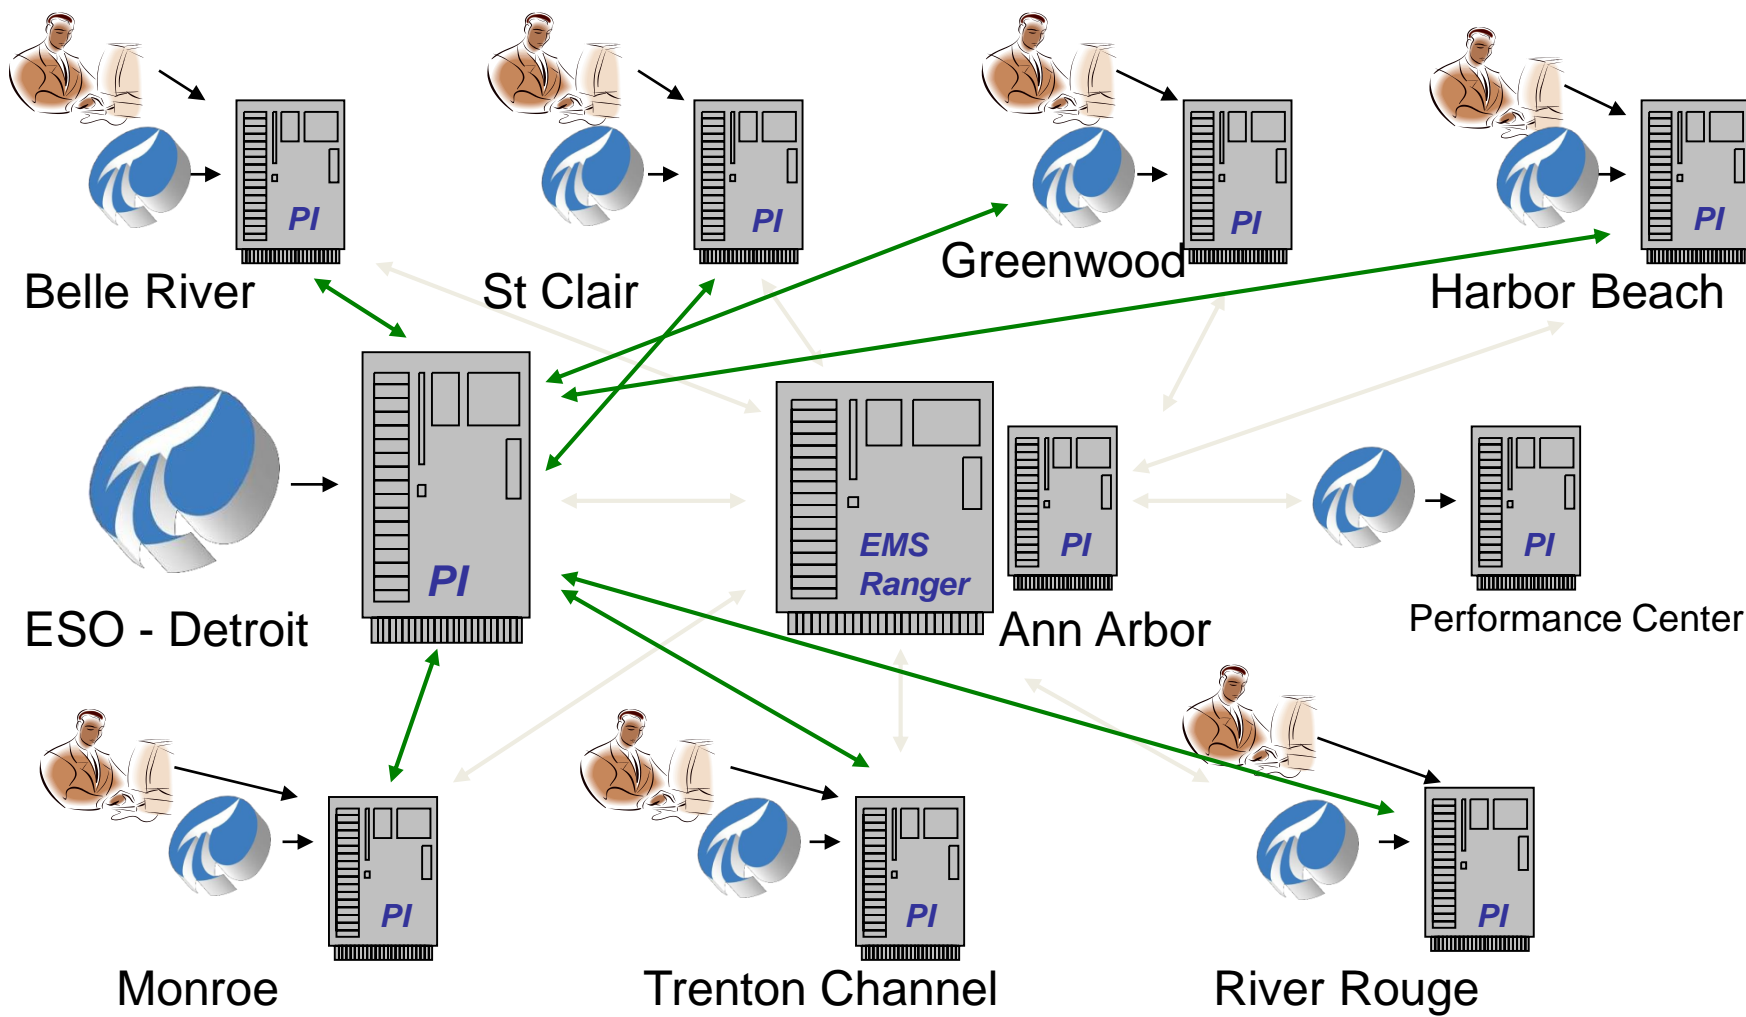 PI
PI
PI
PI
Belle River
St Clair
Greenwood
Harbor Beach
PI
EMS
Ranger
PI
PI
ESO - Detroit
Ann Arbor
Performance Center
PI
PI
PI
Monroe
Trenton Channel
River Rouge